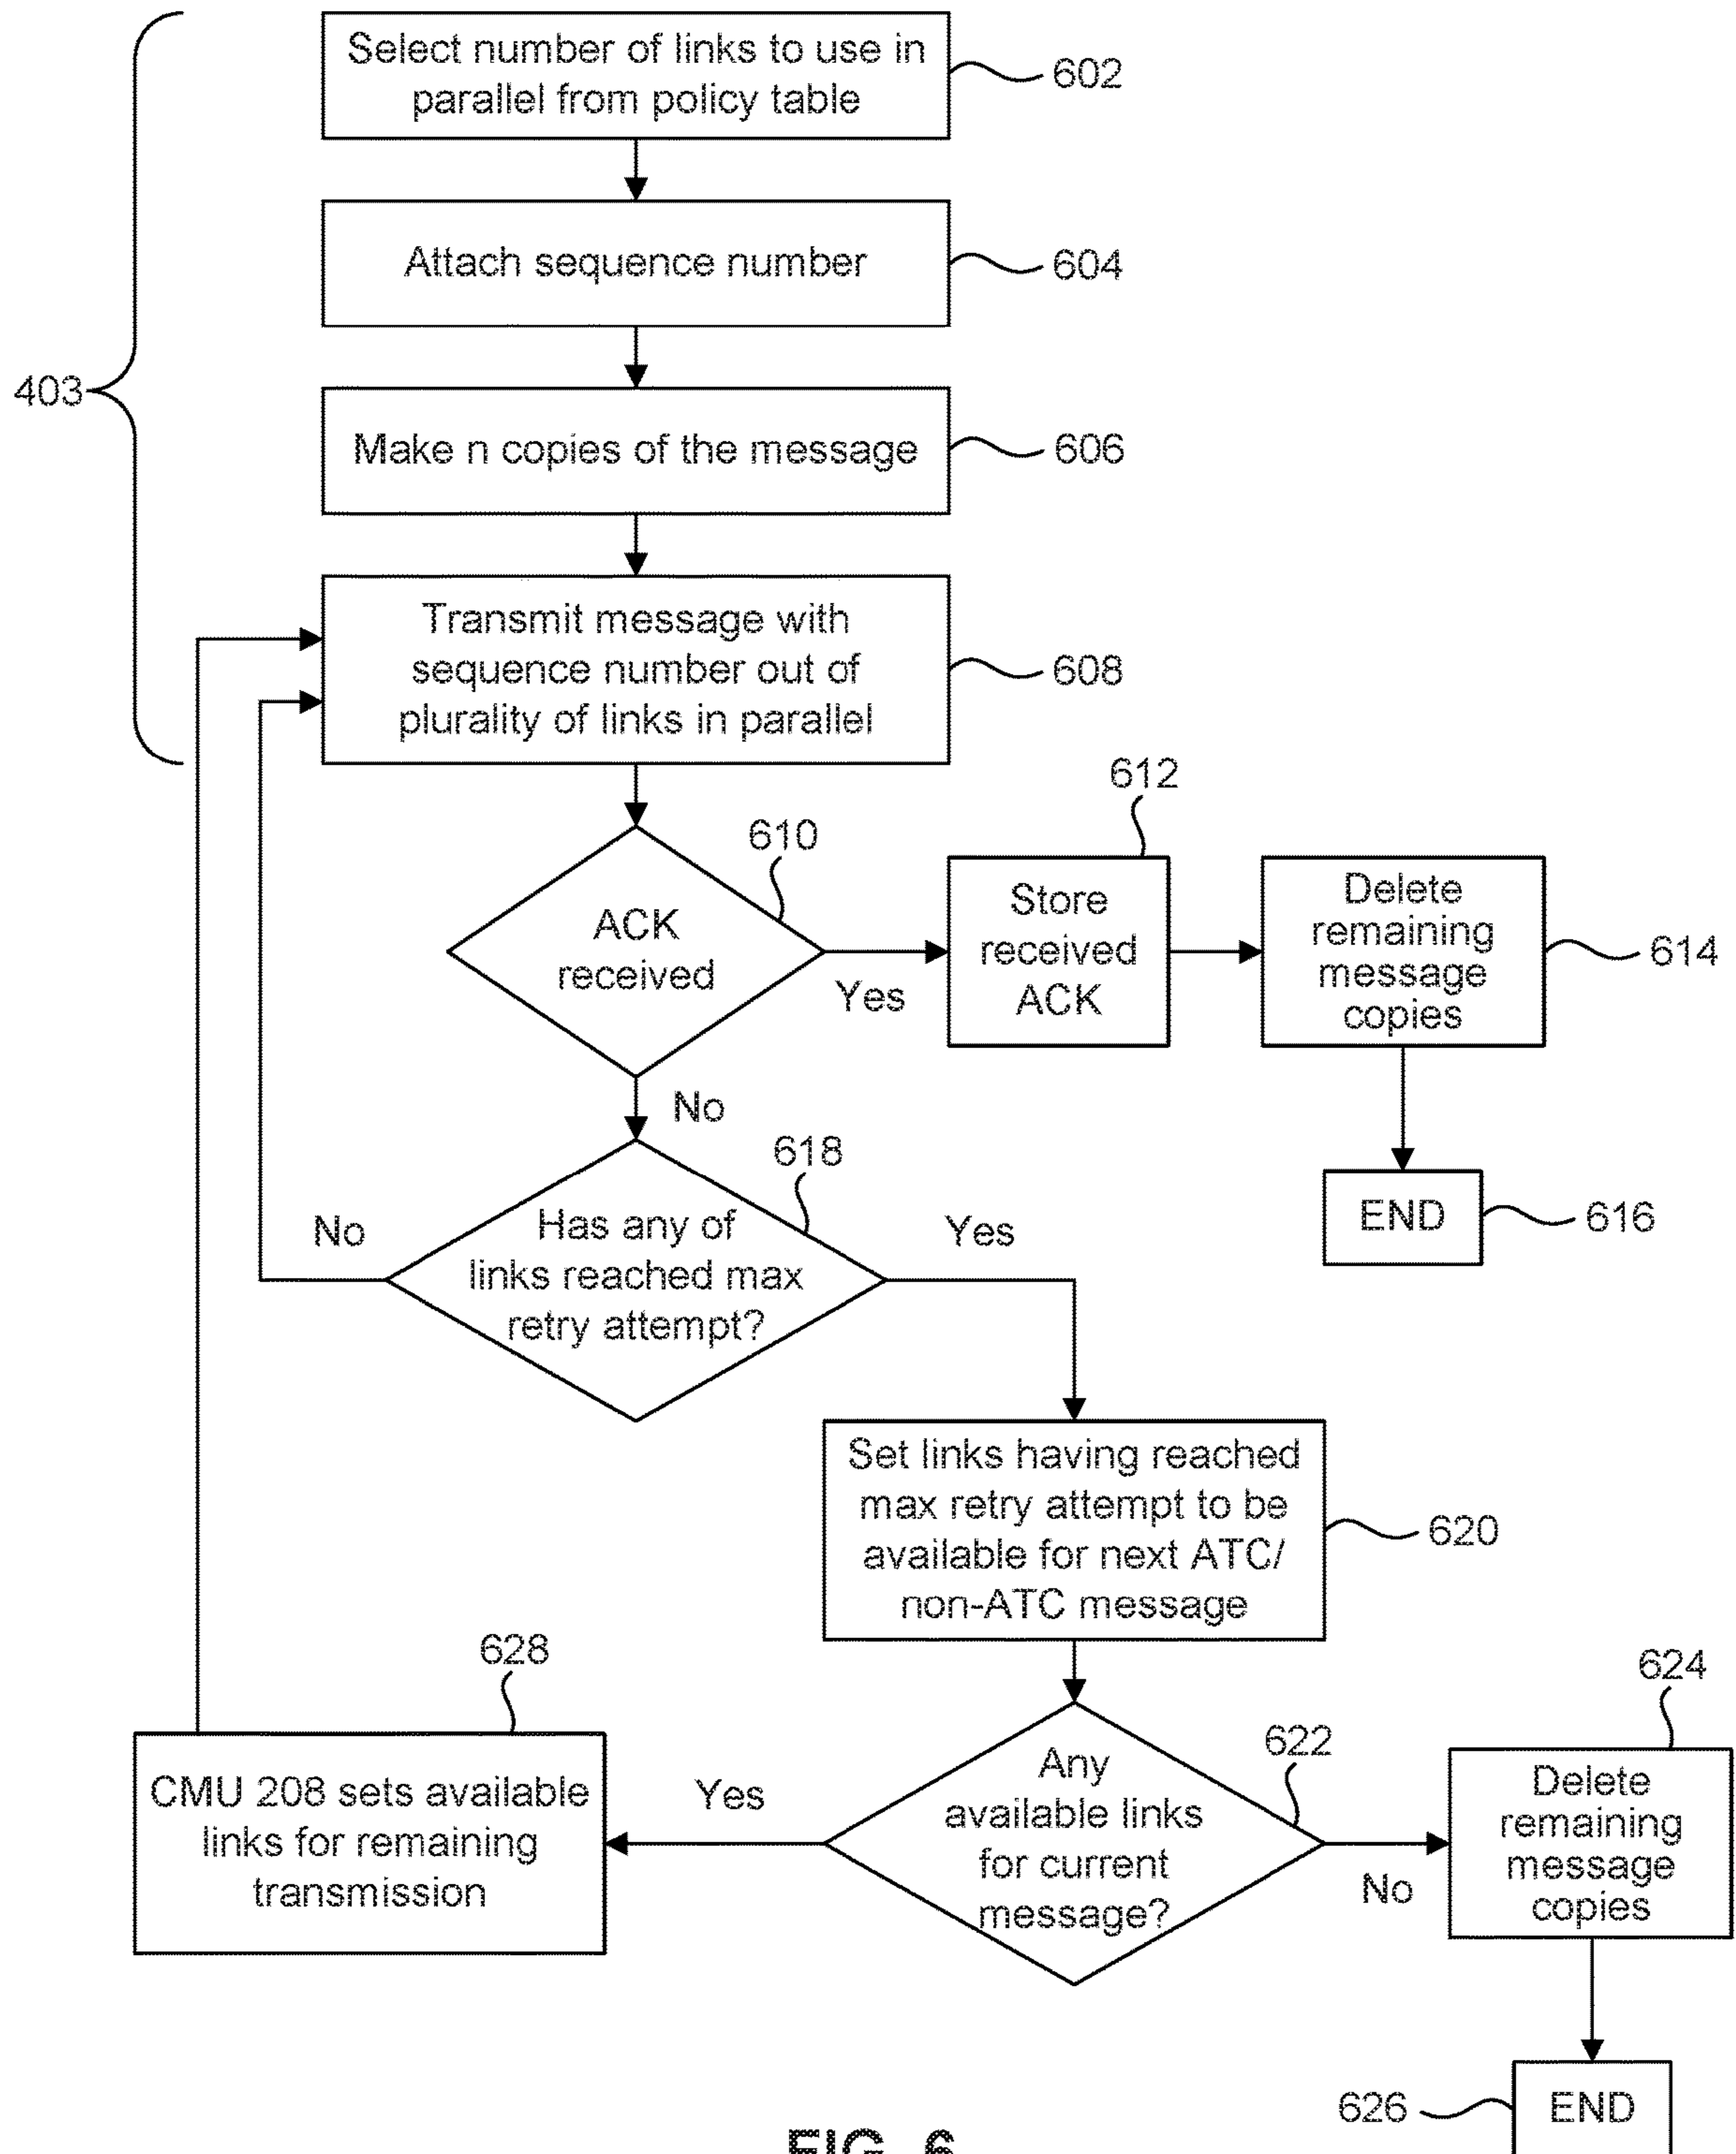 Select number of links to use in
parallel from policy table
602
Attach sequence number
604
403
Make n copies of the message
606
Transmit message with
sequence number out of
plurality of links in parallel
608
612
610
ACK
received
Yes
Store
received
ACK
Delete
remaining
message
copies
614
No
618
END
616
No
Has any of
links reached max
retry attempt?
Yes
Set links having reached
max retry attempt to be
available for next ATC/
non-ATC message
620
628
624
622
CMU 208 sets available
links for remaining
transmission
Yes
Any
available links
for current
message?
No
Delete
remaining
message
copies
626
END
FIG. 6